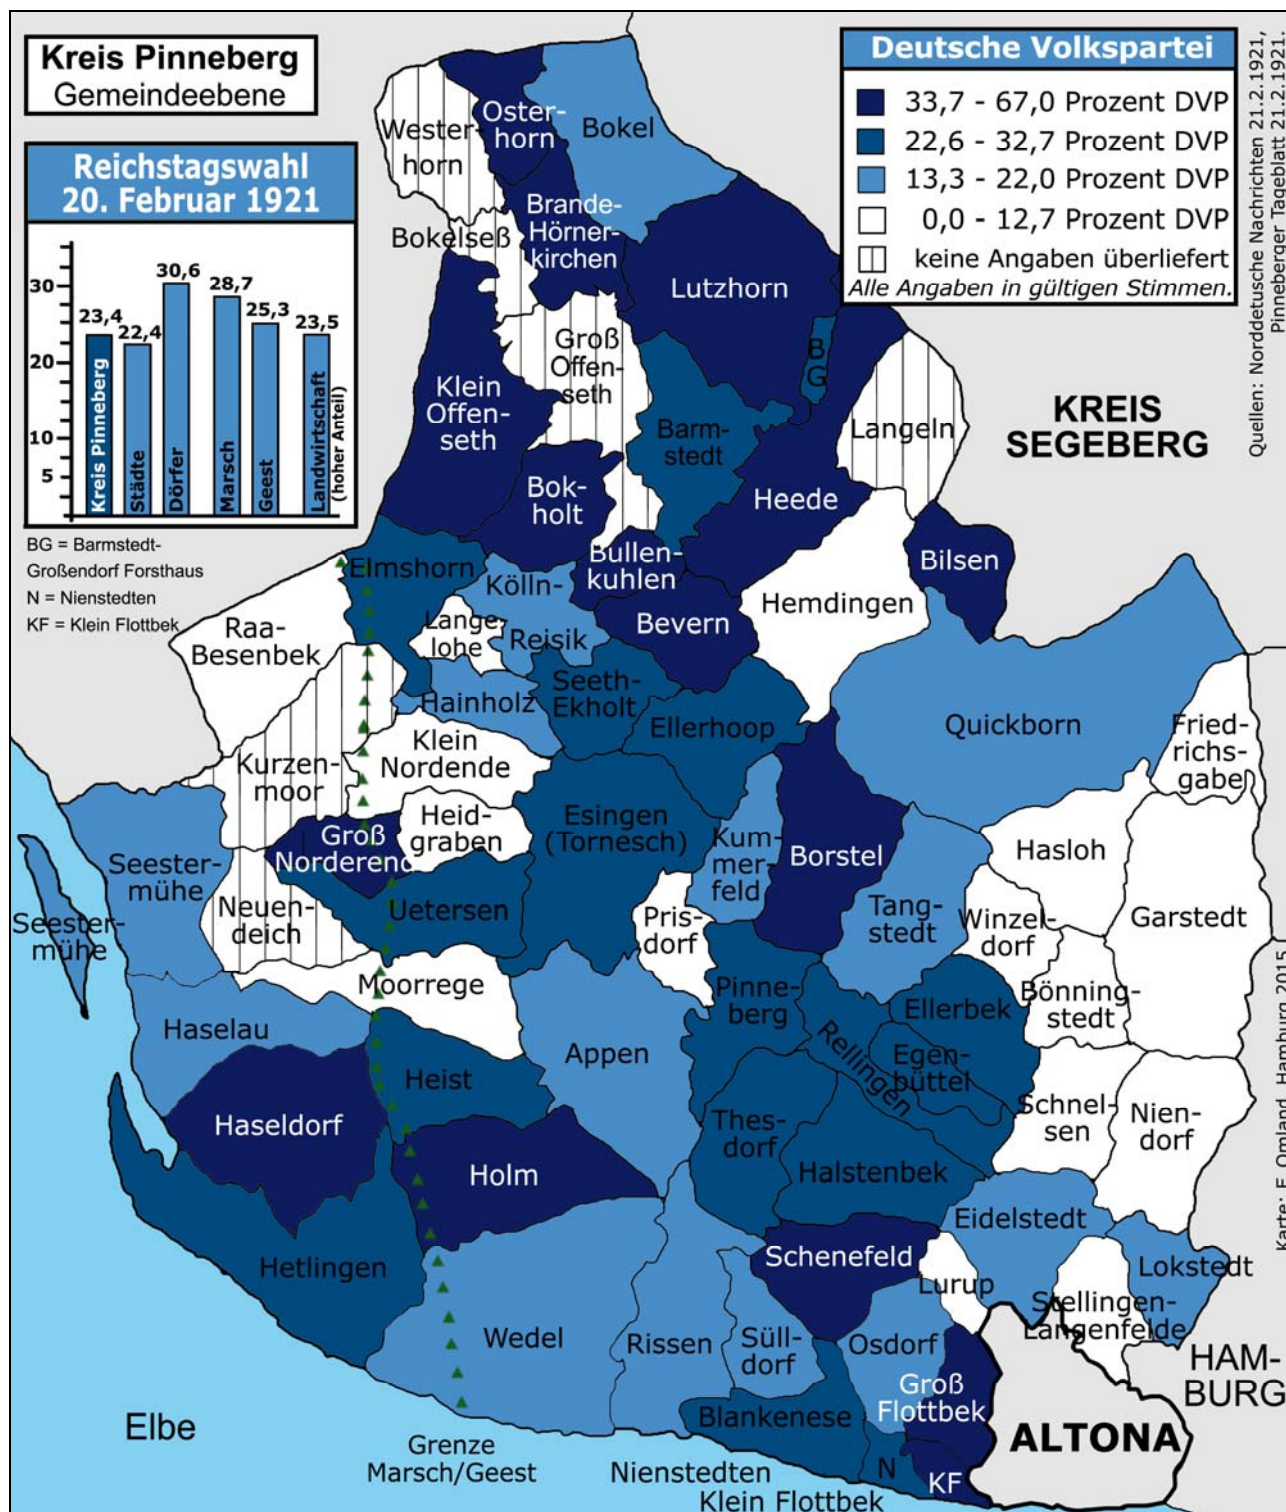 Kreis Pinneberg
Gemeindeebene
Reichstagswahl
20. Februar 1921
30
20
10
5
23,4
22,4
30,6
28,7
25,3
23,5
Kreis Pinneberg
Städte
Dörfer
Marsch
Geest
Landwirtschaft
(hoher Anteil)
BG = Barmstedt-
Großendorf Forsthaus
N = Nienstedten
KF = Klein Flottbek
Deutsche Volkspartei
33,7 - 67,0 Prozent DVP
22,6 - 32,7 Prozent DVP
13,3 - 22,0 Prozent DVP
0,0 - 12,7 Prozent DVP
keine Angaben überliefert
Alle Angaben in gültigen Stimmen.
Quellen: Norddetusche Nachrichten 21.2.1921,
Pinneberger Tageblatt 21.2.1921.
Wester-
horn
Oster-
horn
Bokel
Bokelseß
Brande-
Hörner-
kirchen
Lutzhorn
Groß
Offen-
seth
B
G
Klein
Offen-
seth
Barm-
stedt
Langeln
KREIS
SEGEBERG
Bok-
holt
Heede
Bullen-
kuhlen
Bilsen
Elmshorn
Kölln-
Reisik
Lange-
lohe
Bevern
Hemdingen
Raa-
Besenbek
Hainholz
Seeth-
Ekholt
Ellerhoop
Quickborn
Fried-
richs-
gabe
Kurzen-
moor
Klein
Nordende
Heid-
graben
Esingen
(Tornesch)
Kum-
mer-
feld
Borstel
Hasloh
Garstedt
Groß
Norderend
Seester-
mühe
Seester-
mühe
Neuen-
deich
Uetersen
Pris-
dorf
Tang-
stedt
Winzel-
dorf
Moorrege
Pinne-
berg
Ellerbek
Bönning-
stedt
Haselau
Heist
Appen
Rellingen
Egen-
büttel
Haseldorf
Thes-
dorf
Schnel-
sen
Nien-
dorf
Holm
Halstenbek
Hetlingen
Eidelstedt
Schenefeld
Lurup
Lokstedt
Stellingen-
Langenfelde
Wedel
Rissen
Süll-
dorf
Osdorf
Groß
Flottbek
HAM-
BURG
Blankenese
ALTONA
Elbe
Grenze
Marsch/Geest
N
KF
Nienstedten
Klein Flottbek
Karte: F. Omland, Hamburg 2015